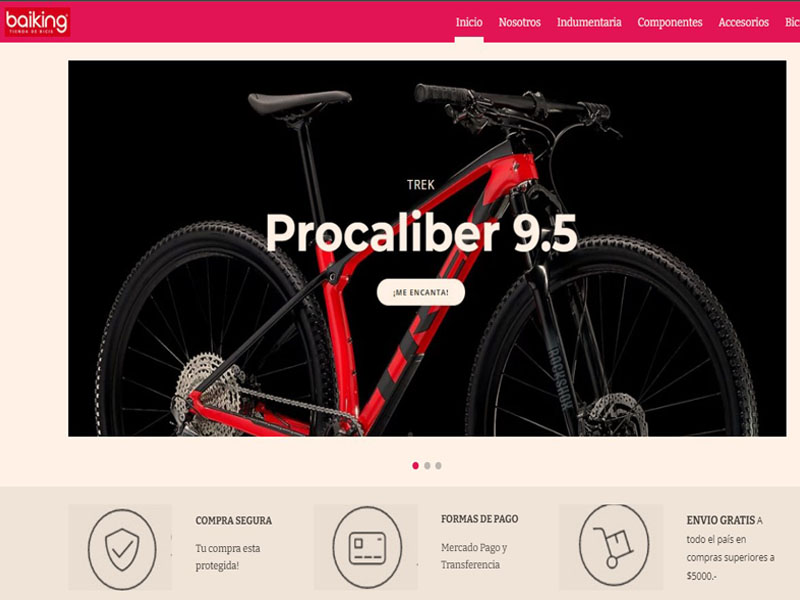 baiking
TIENDA DE BICIS
Inicio Nosotros Indumentaria Componentes Accesorios
TREK
Procaliber 9.5
¡ME ENCANTA!
TREK
ROCKSHOX
COMPRA SEGURA
Tu compra esta
protegida!
FORMAS DE PAGO
Mercado Pago y
Transferencia
ENVIO GRATIS A
todo el país en
compras superiores a
$5000.-